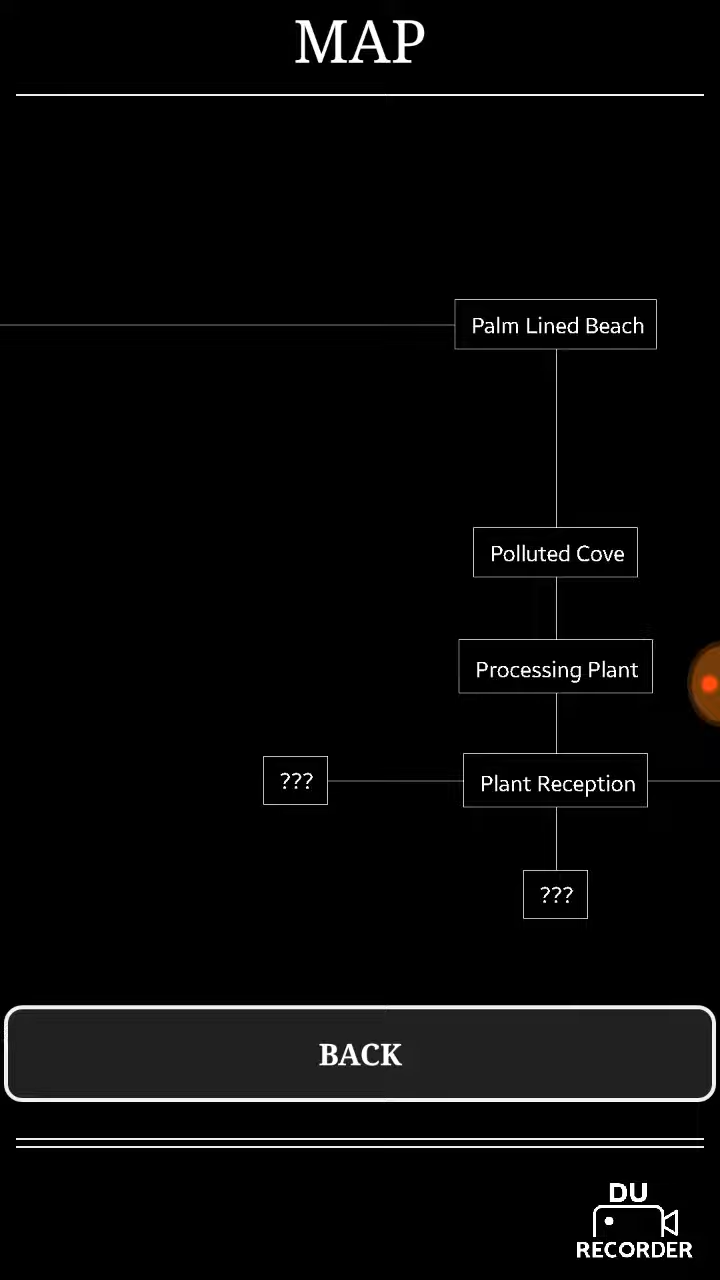 MAP
Palm Lined Beach
Polluted Cove
Processing Plant
???
Plant Reception
???
BACK
DU
RECORDER